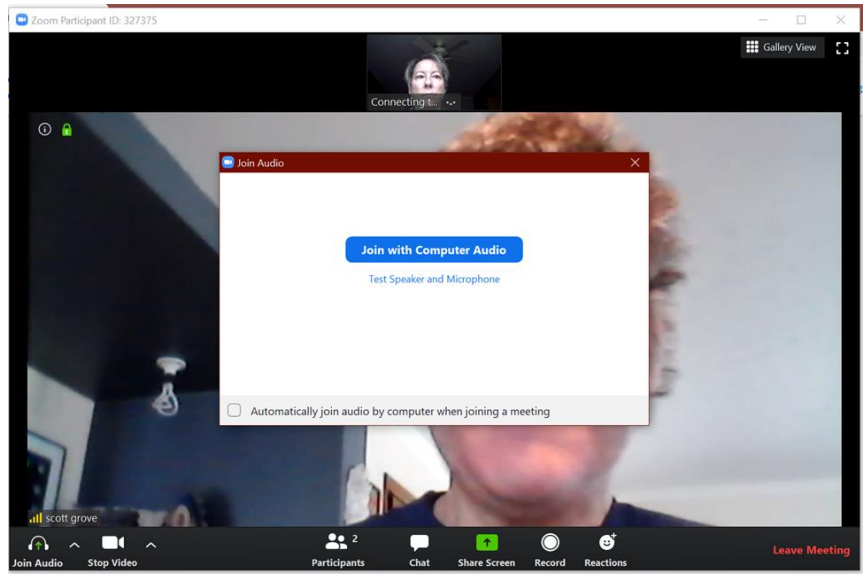 Zoom Participant ID: 327375
Gallery View
Connecting t...
Join Audio
Join with Computer Audio
Test Speaker and Microphone
Automatically join audio by computer when joining a meeting
scott grove
2
Join Audio
Stop Video
Participants
Chat
Share Screen
Record
Reactions
Leave Meeting